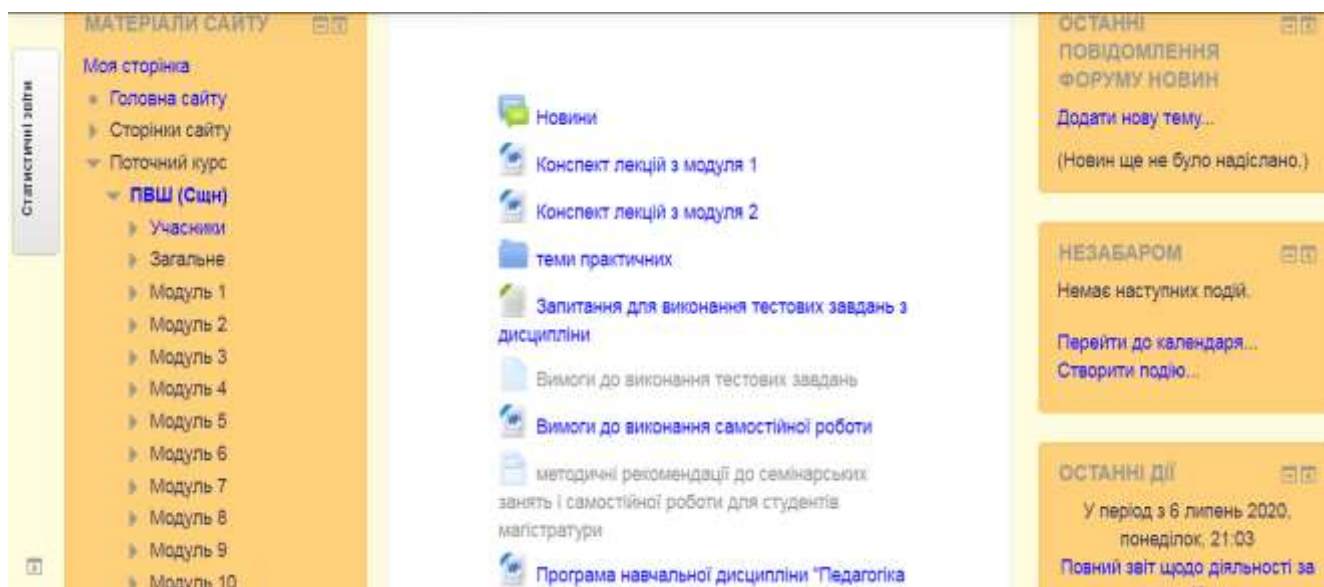 Статистичні звіти
МАТЕРІАЛИ САЙТУ
Моя сторінка
Головна сайту
Сторінки сайту
Поточний курс
ПВШ (Сщн)
Учасники
Загальне
Модуль 1
Модуль 2
Модуль 3
Модуль 4
Модуль 5
Модуль 6
Модуль 7
Модуль 8
Модуль 9
Модуль 10
Новини
Конспект лекцій з модуля 1
Конспект лекцій з модуля 2
теми практичних
Запитання для виконання тестових завдань з
дисципліни
Вимоги до виконання тестових завдань
Вимоги до виконання самостійної роботи
методичні рекомендації до семінарських
занять і самостійної роботи для студентів
магістратури
Програма навчальної дисципліни "Педагогіка
ОСТАННІ
ПОВІДОМЛЕННЯ
ФОРУМУ НОВИН
Додати нову тему...
(Новин ще не було надіслано.)
НЕЗАБАРОМ
Немає наступних подій.
Перейти до календаря...
Створити подію...
ОСТАННІ ДІЇ
У період з 6 липень 2020,
понеділок, 21:03
Повний звіт щодо діяльності за